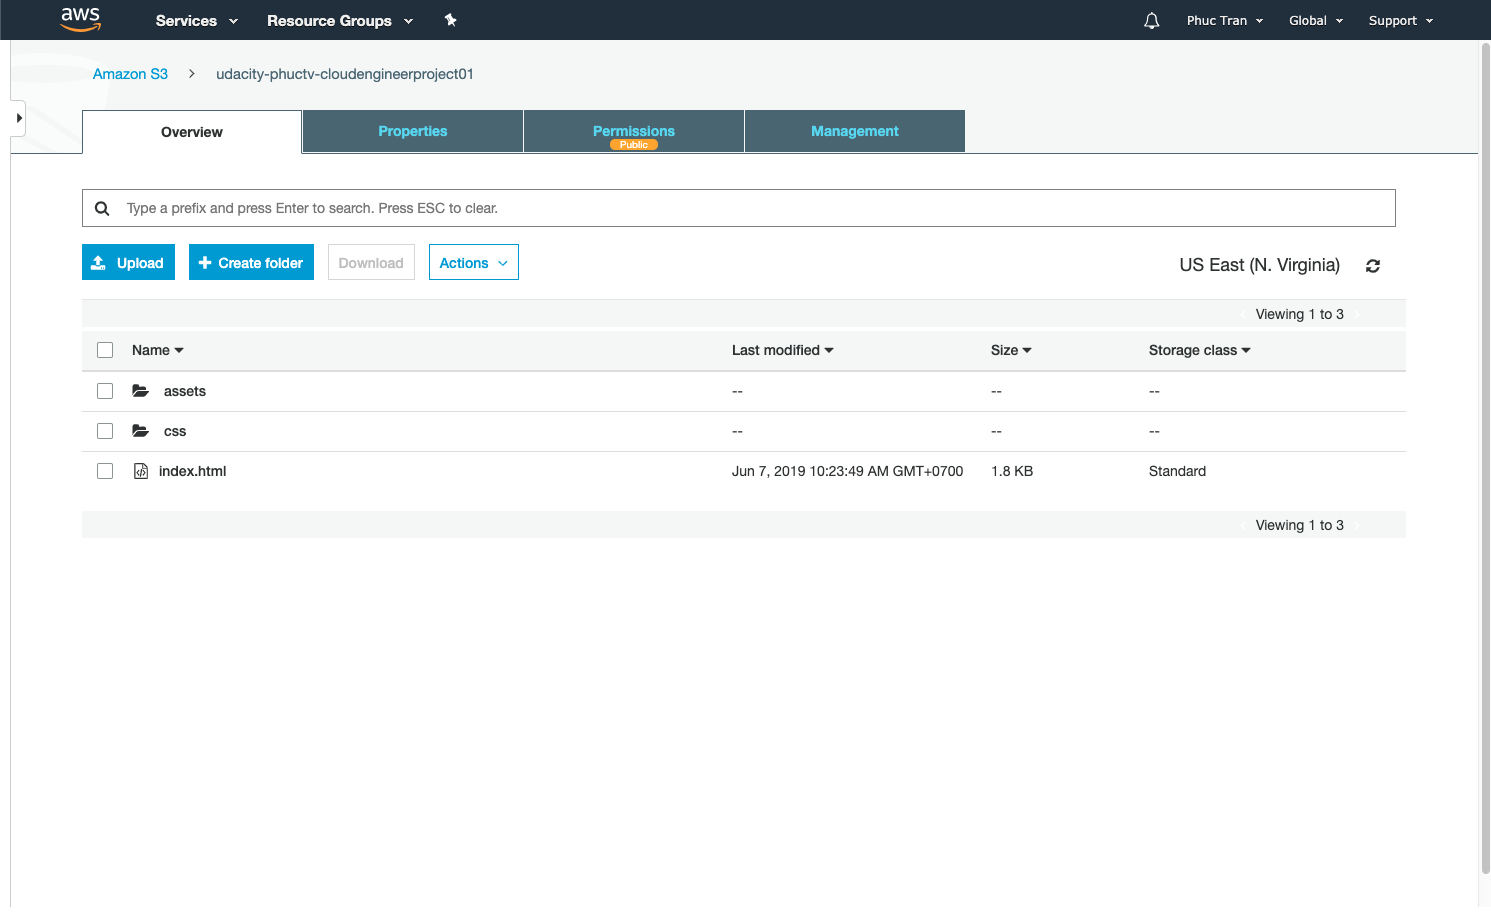 aws Services Resource Groups Phuc Tran Global Support
Amazon S3 > udacity-phuctv-cloudengineerproject01
Overview Properties Permissions Management
Public
Type a prefix and press Enter to search. Press ESC to clear.
Upload + Create folder Download Actions US East (N. Virginia)
Viewing 1 to 3
Name Last modified Size Storage class
assets -- -- --
css -- -- --
index.html Jun 7, 2019 10:23:49 AM GMT+0700 1.8 KB Standard
Viewing 1 to 3